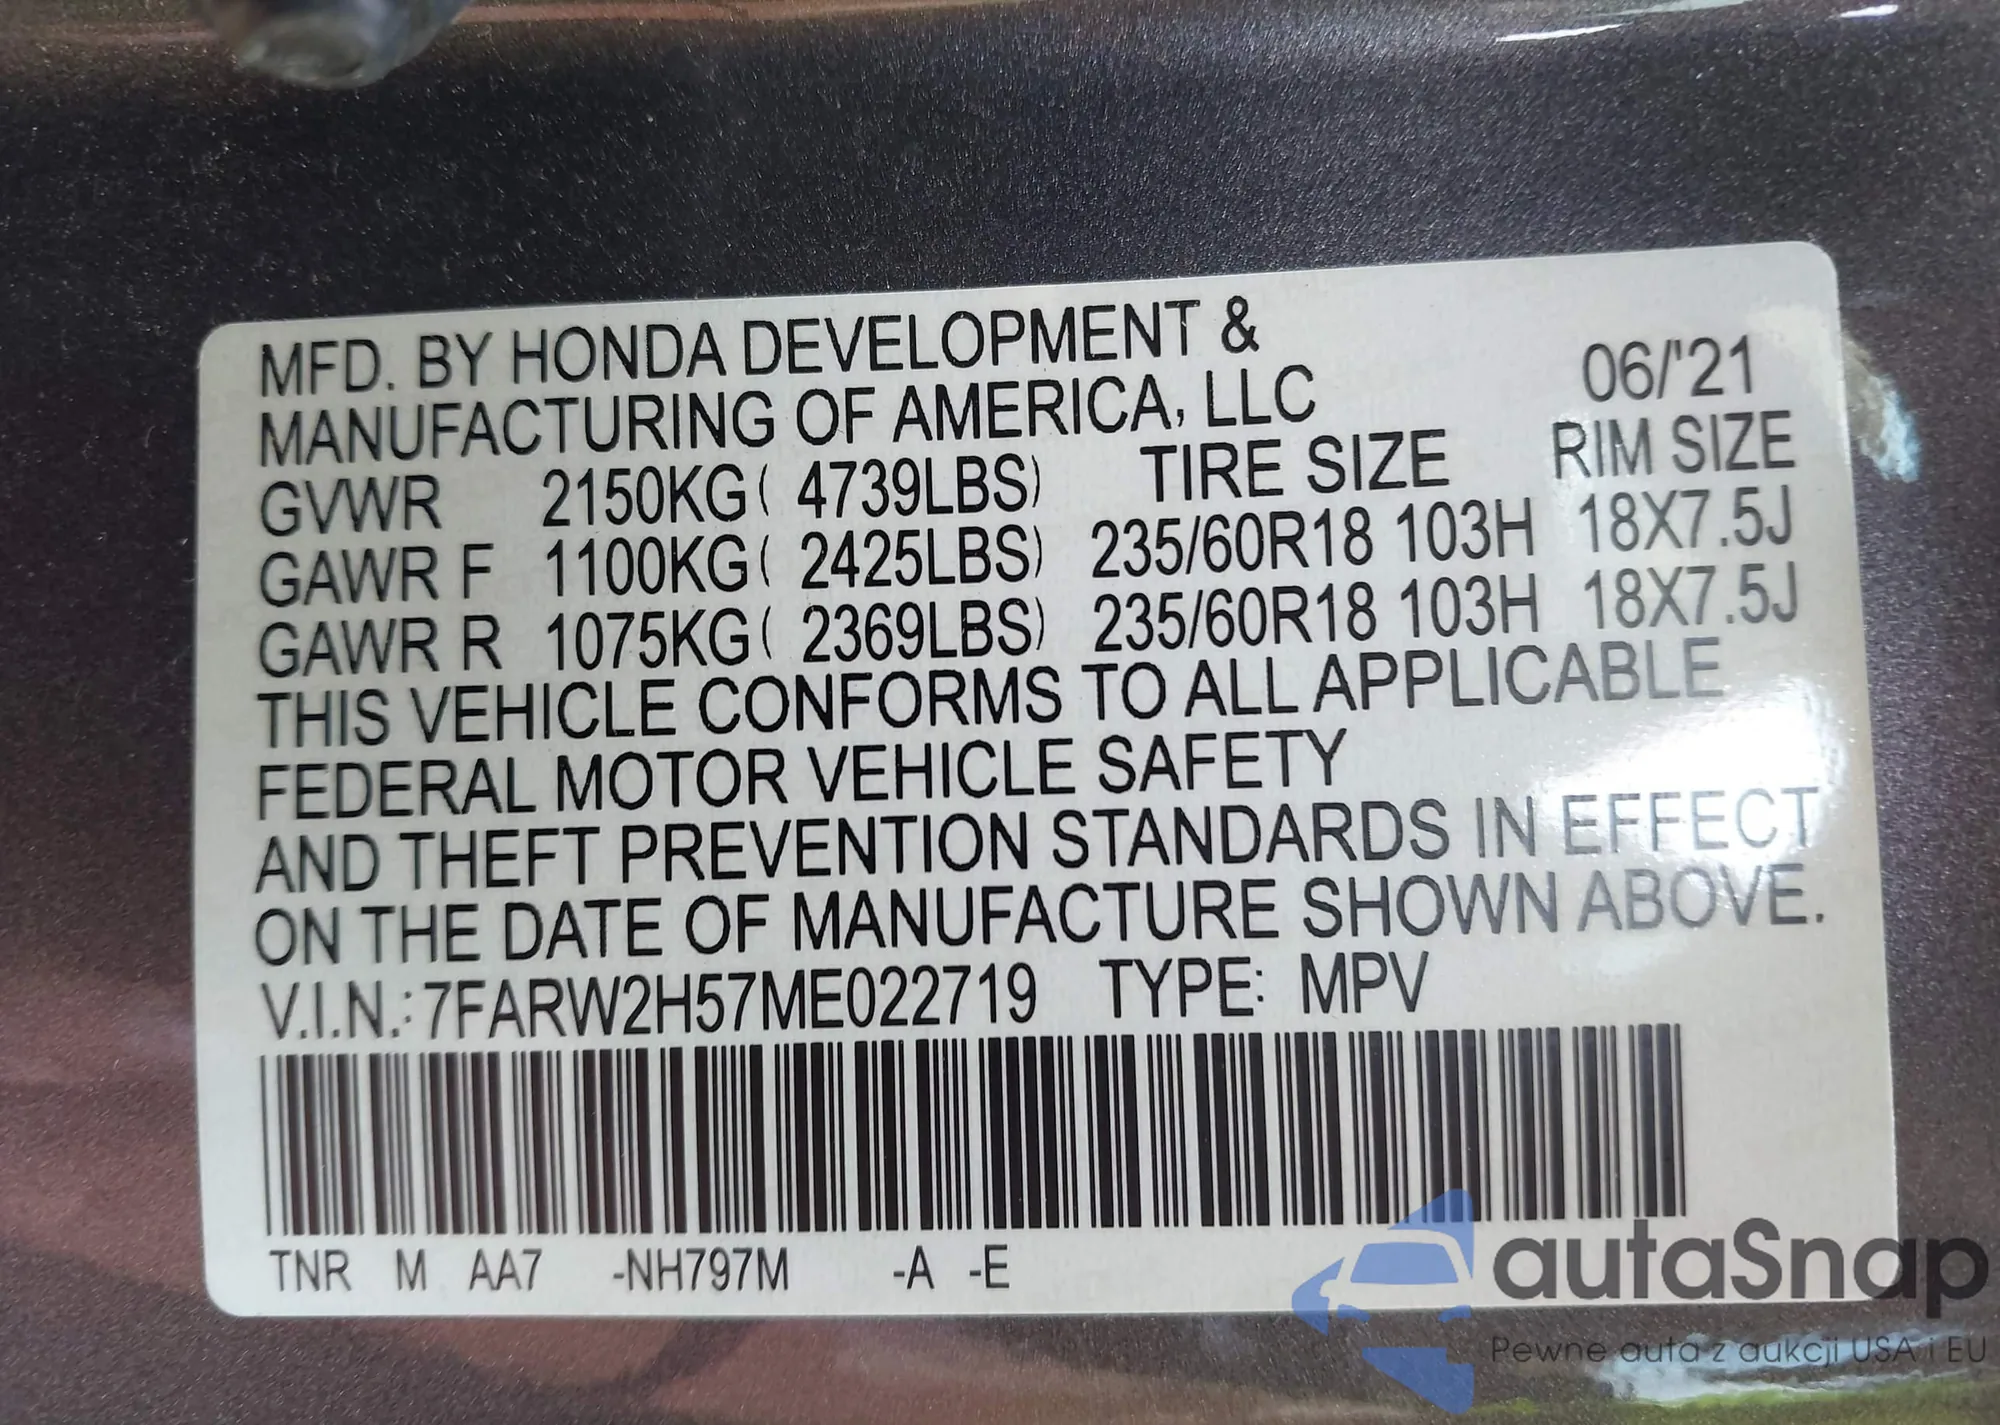 MFD. BY HONDA DEVELOPMENT &
MANUFACTURING OF AMERICA, LLC 06/'21
GVWR 2150KG( 4739LBS) TIRE SIZE RIM SIZE
GAWR F 1100KG( 2425LBS) 235/60R18 103H 18X7.5J
GAWR R 1075KG( 2369LBS) 235/60R18 103H 18X7.5J
THIS VEHICLE CONFORMS TO ALL APPLICABLE
FEDERAL MOTOR VEHICLE SAFETY
AND THEFT PREVENTION STANDARDS IN EFFECT
ON THE DATE OF MANUFACTURE SHOWN ABOVE.
V.I.N.:7FARW2H57ME022719 TYPE: MPV
TNR M AA7 -NH797M -A -E
autaSnap
Pewne auta z aukcji USA i EU